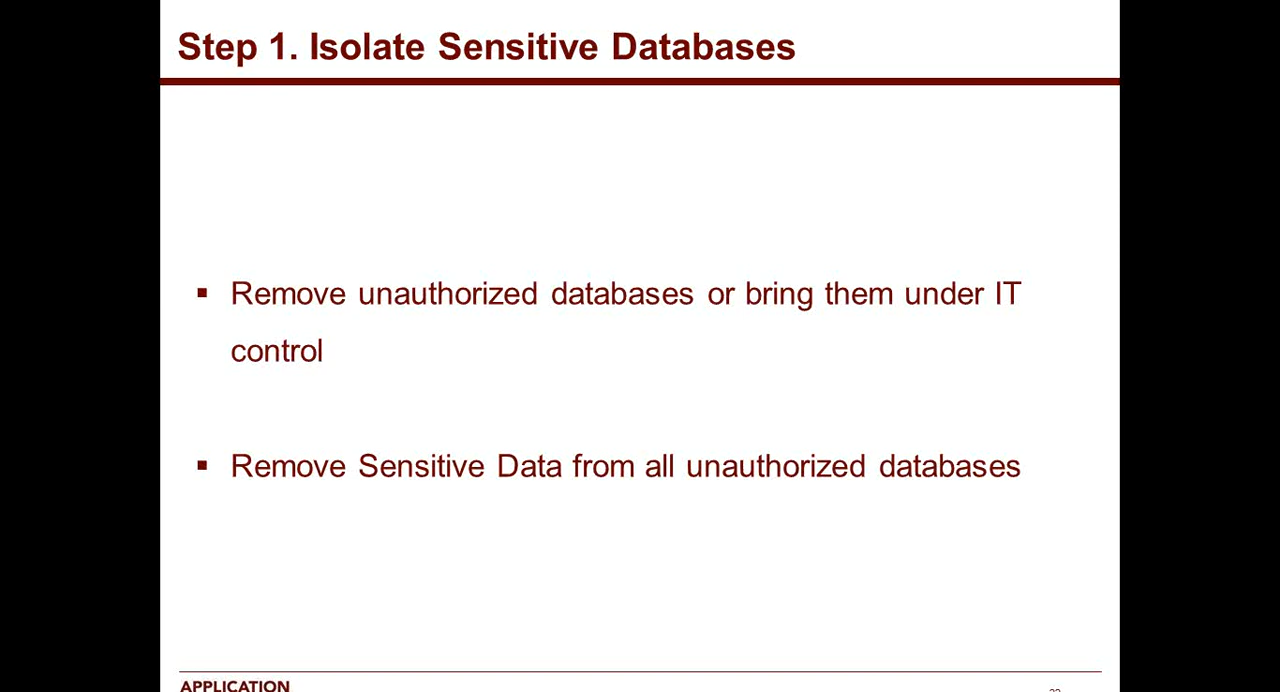 Step 1. Isolate Sensitive Databases
▪ Remove unauthorized databases or bring them under IT
control
▪ Remove Sensitive Data from all unauthorized databases
APPLICATION